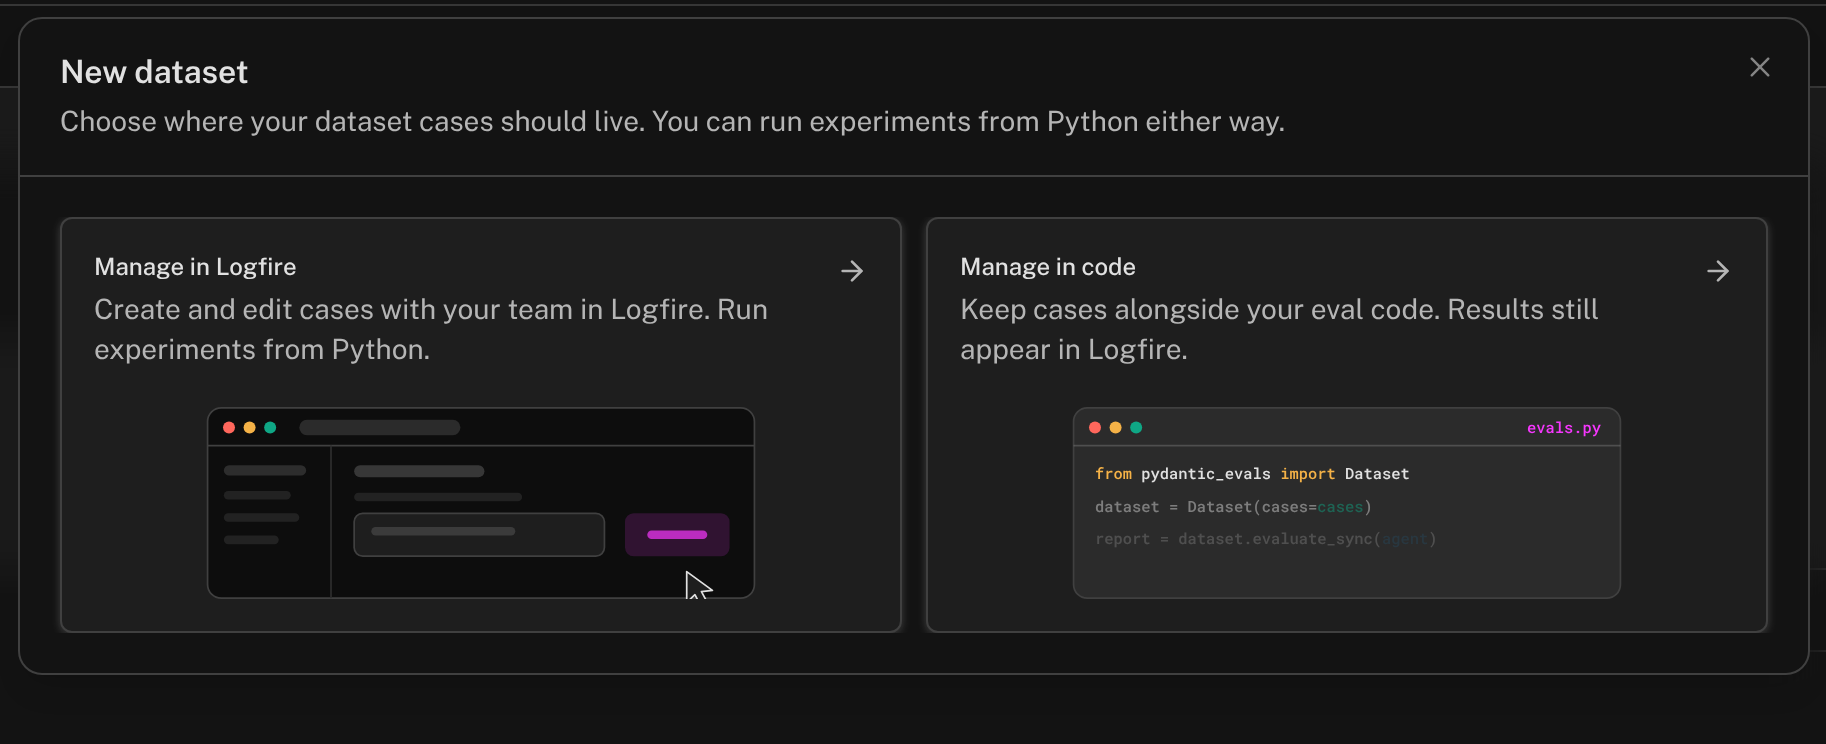 New dataset
Choose where your dataset cases should live. You can run experiments from Python either way.
Manage in Logfire
Create and edit cases with your team in Logfire. Run
experiments from Python.
Manage in code
Keep cases alongside your eval code. Results still
appear in Logfire.
evals.py
from pydantic_evals import Dataset
dataset = Dataset(cases=cases)
report = dataset.evaluate_sync(agent)